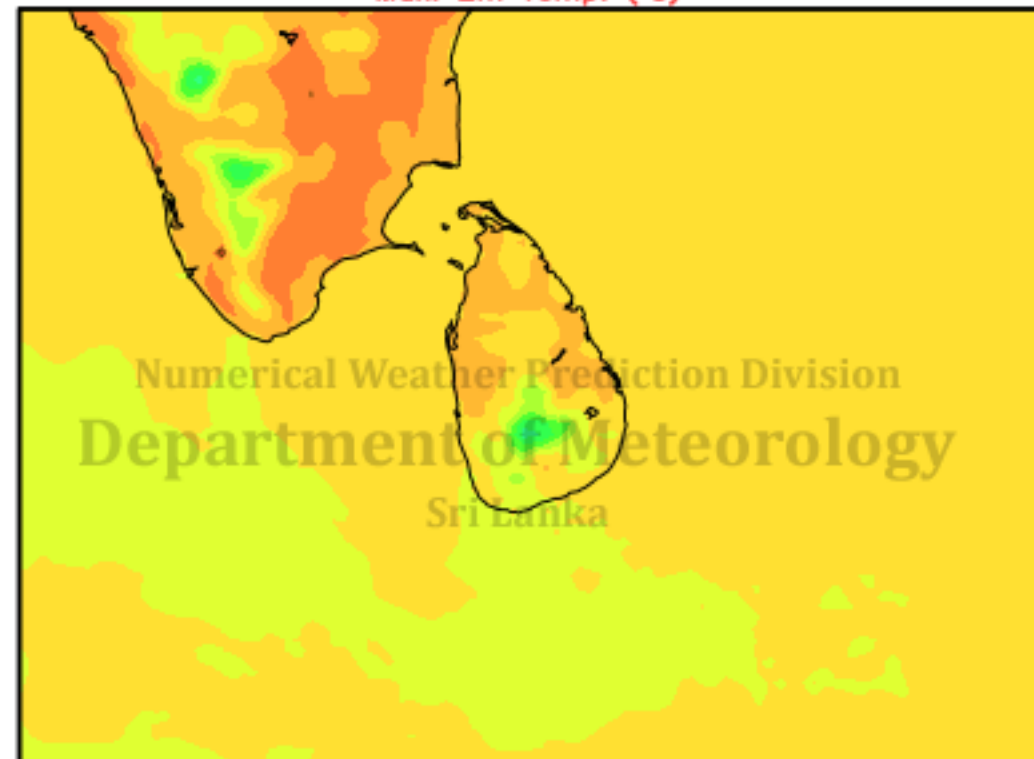 Numerical Weather Prediction Division
Department of Meteorology
Sri Lanka